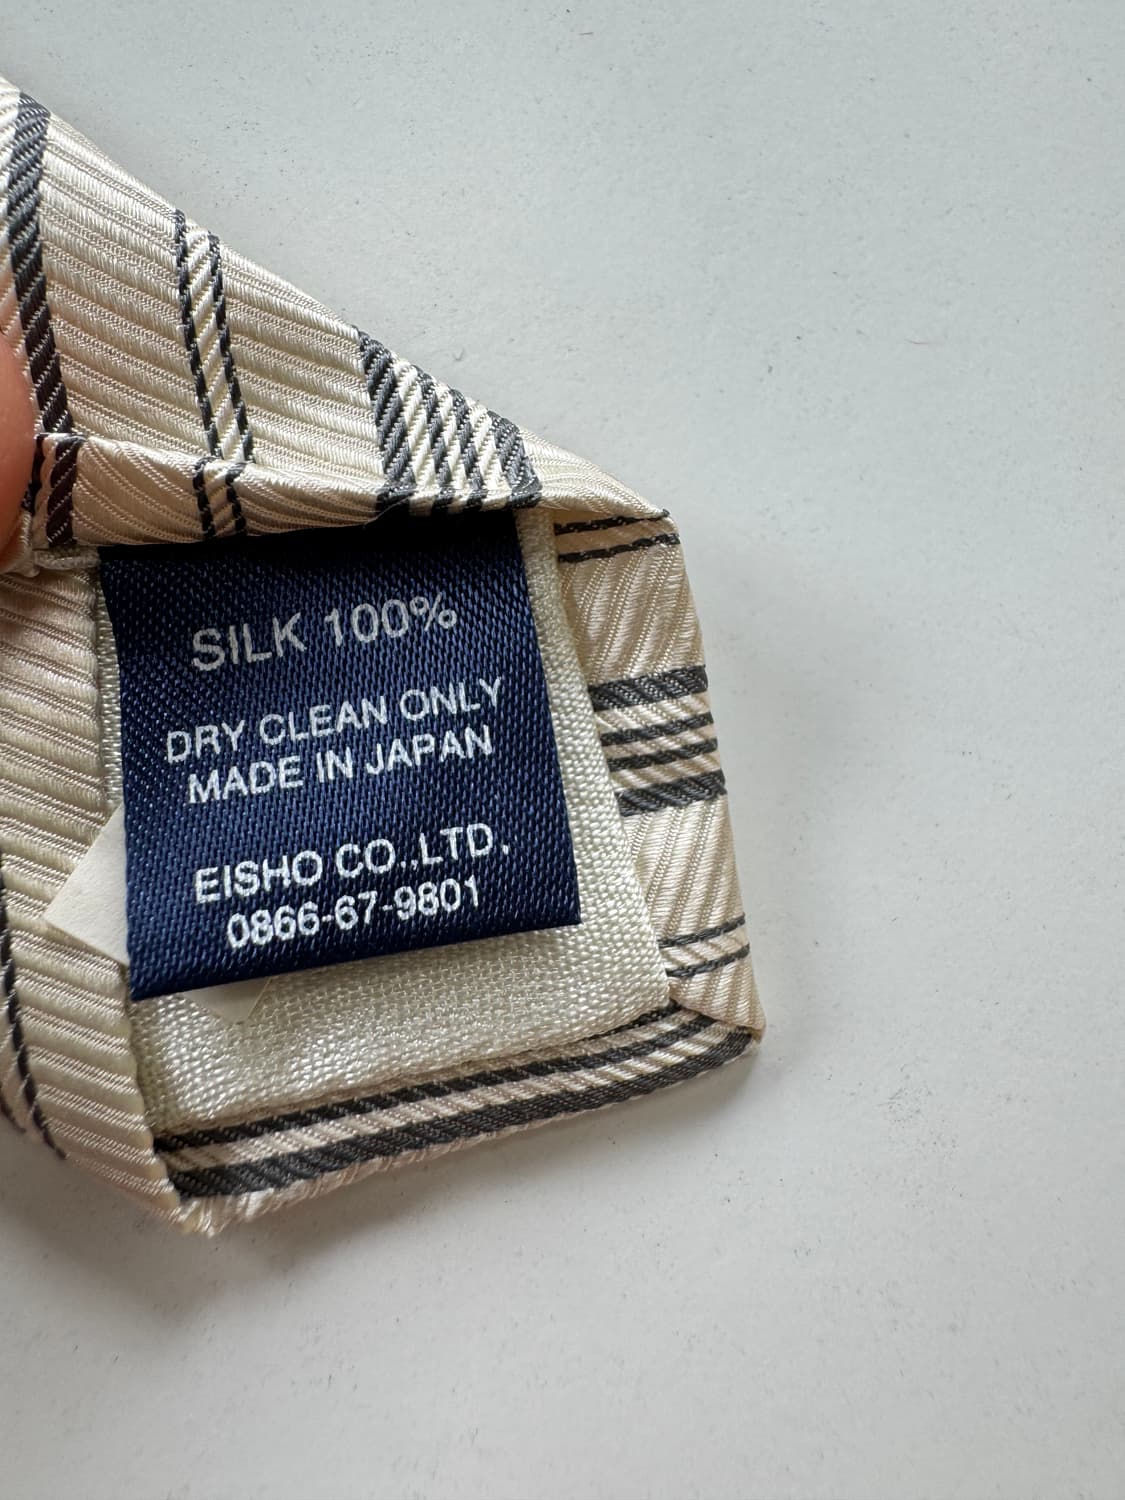 SILK 100%
DRY CLEAN ONLY
MADE IN JAPAN
EISHO CO.,LTD.
0866-67-9801